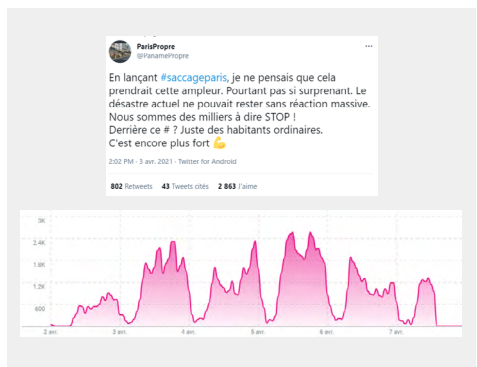 ParisPropre
@PanamePropre
En lançant #saccageparis, je ne pensais que cela
prendrait cette ampleur. Pourtant pas si surprenant. Le
désastre actuel ne pouvait rester sans réaction massive.
Nous sommes des milliers à dire STOP !
Derrière ce # ? Juste des habitants ordinaires.
C'est encore plus fort 💪
2:02 PM · 3 avr. 2021 · Twitter for Android
802 Retweets 43 Tweets cités 2 863 J'aime
3K
2.4K
1.8K
1.2K
600
2 avr. 3 avr. 4 avr. 5 avr. 6 avr. 7 avr.